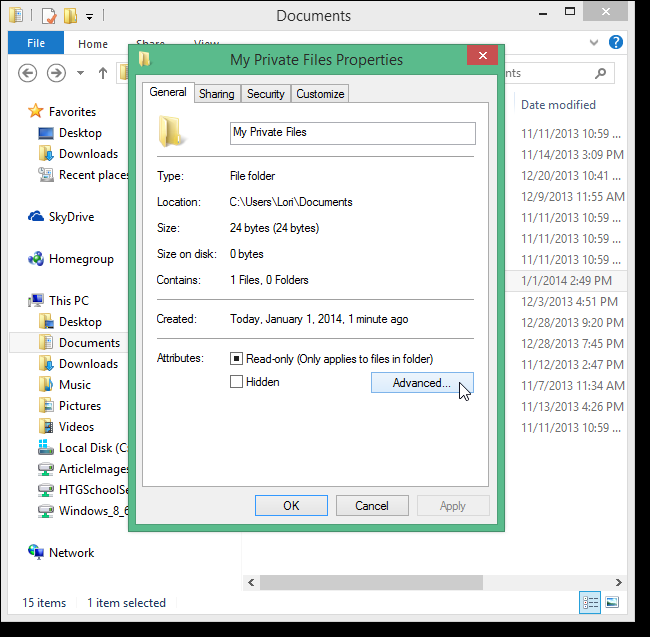 Documents
File Home Share View
nts
My Private Files Properties
General Sharing Security Customize
My Private Files
Type: File folder
Location: C:\Users\Lori\Documents
Size: 24 bytes (24 bytes)
Size on disk: 0 bytes
Contains: 1 Files, 0 Folders
Created: Today, January 1, 2014, 1 minute ago
Attributes: Read-only (Only applies to files in folder)
Hidden
Advanced...
OK Cancel Apply
Favorites
Desktop
Downloads
Recent places
SkyDrive
Homegroup
This PC
Desktop
Documents
Downloads
Music
Pictures
Videos
Local Disk (C:
ArticleImages
HTGSchoolSe
Windows_8_6
Network
Date modified
11/11/2013 10:59 ...
11/14/2013 3:09 PM
12/20/2013 10:41 ...
12/9/2013 11:55 AM
11/11/2013 10:59 ...
11/11/2013 10:59 ...
11/11/2013 10:59 ...
1/1/2014 2:49 PM
12/3/2013 4:51 PM
12/28/2013 9:20 PM
12/28/2013 7:45 PM
11/12/2013 2:47 PM
11/7/2013 11:34 AM
11/13/2013 4:26 PM
11/11/2013 10:59 ...
15 items 1 item selected